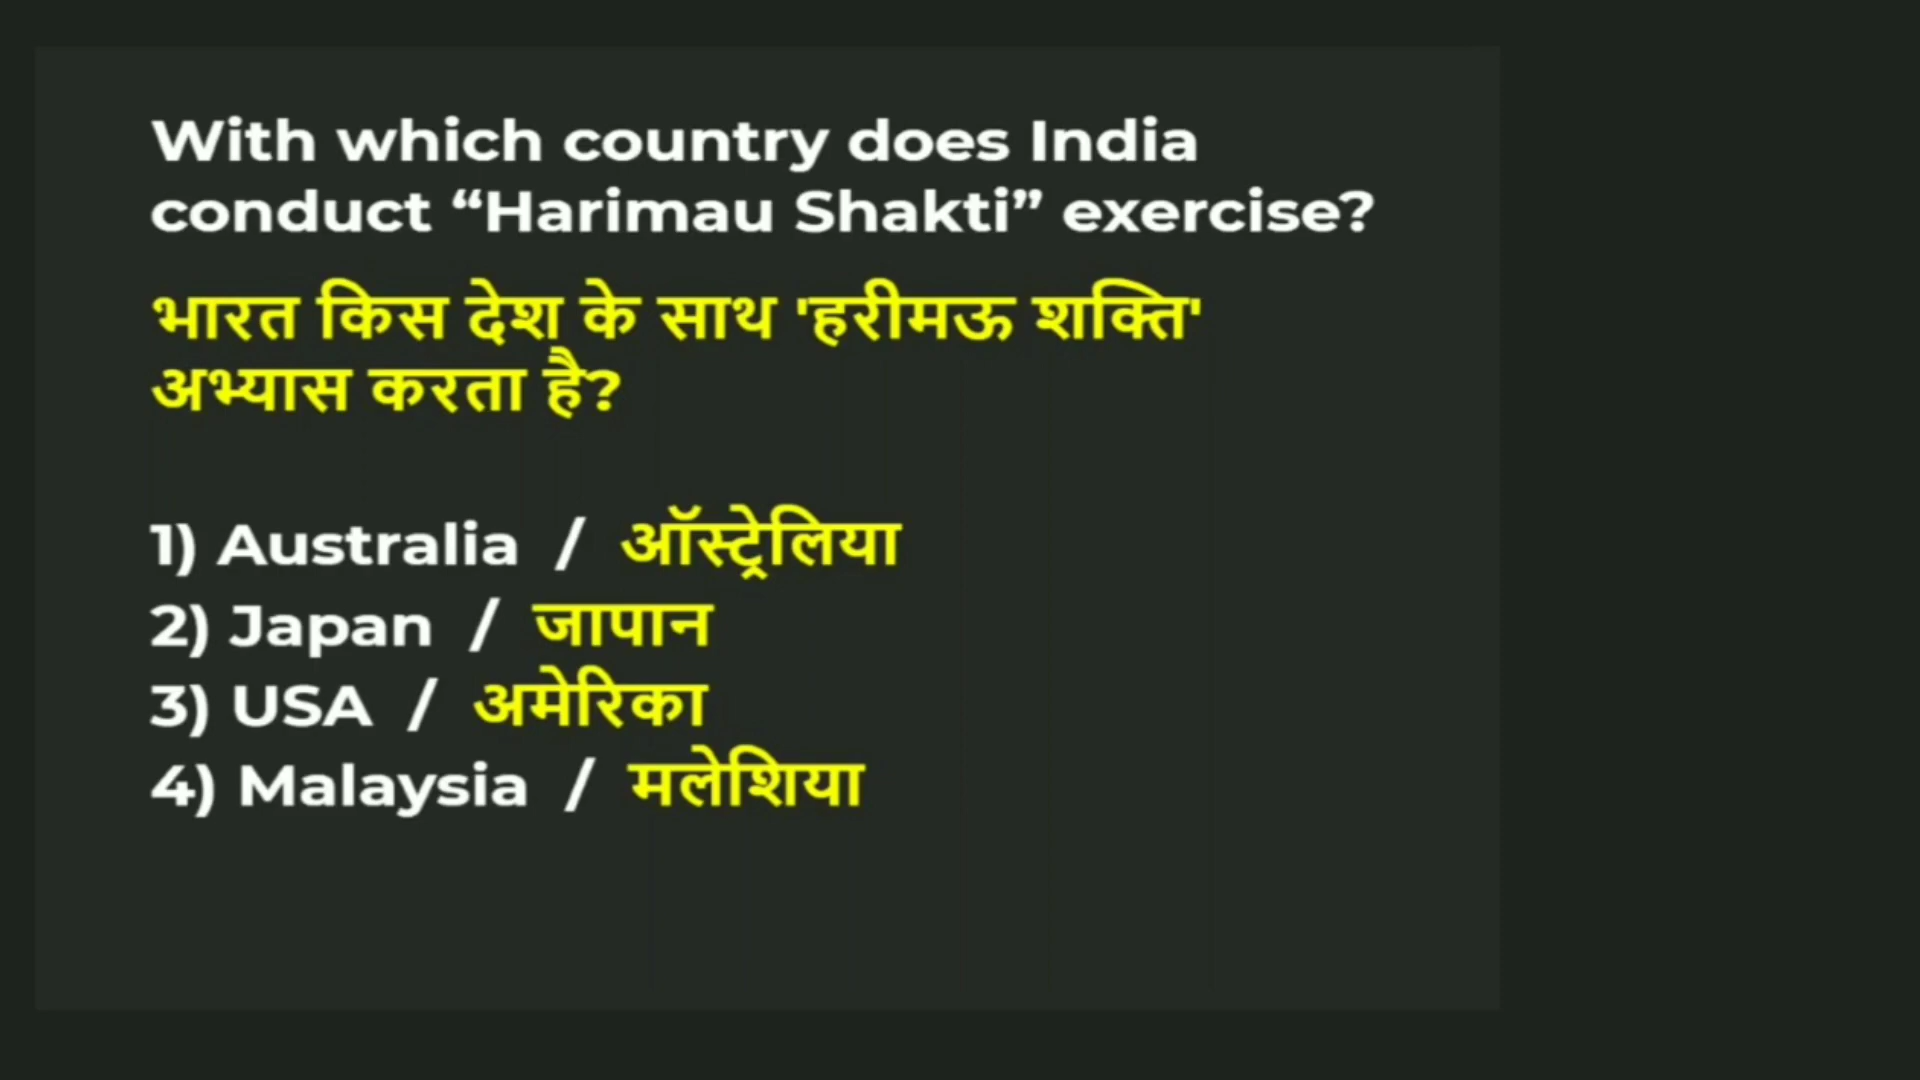 With which country does India
conduct “Harimau Shakti” exercise?
भारत किस देश के साथ 'हरीमऊ शक्ति'
अभ्यास करता है?
1) Australia / ऑस्ट्रेलिया
2) Japan / जापान
3) USA / अमेरिका
4) Malaysia / मलेशिया